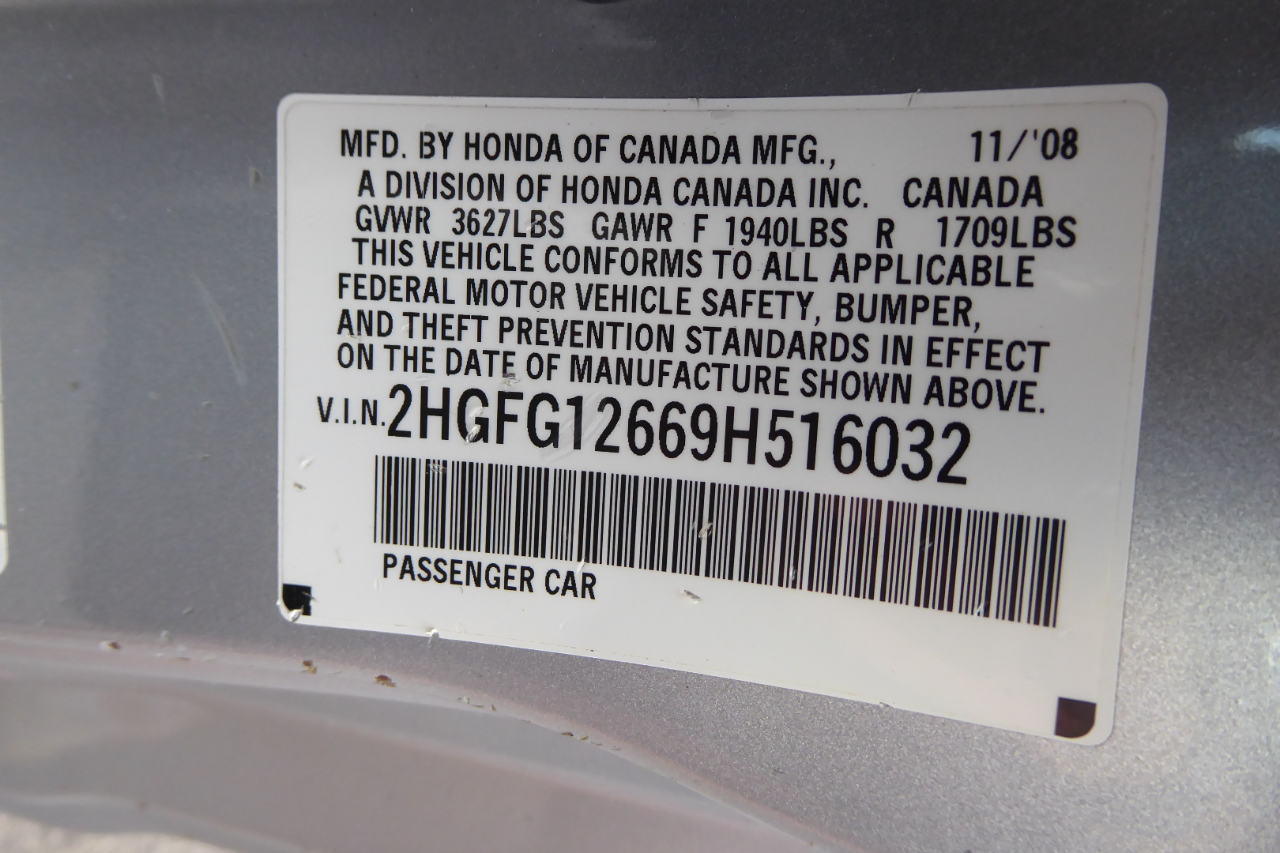 MFD. BY HONDA OF CANADA MFG., 11/'08
A DIVISION OF HONDA CANADA INC. CANADA
GVWR 3627LBS GAWR F 1940LBS R 1709LBS
THIS VEHICLE CONFORMS TO ALL APPLICABLE
FEDERAL MOTOR VEHICLE SAFETY, BUMPER,
AND THEFT PREVENTION STANDARDS IN EFFECT
ON THE DATE OF MANUFACTURE SHOWN ABOVE.
V.I.N. 2HGFG12669H516032
PASSENGER CAR